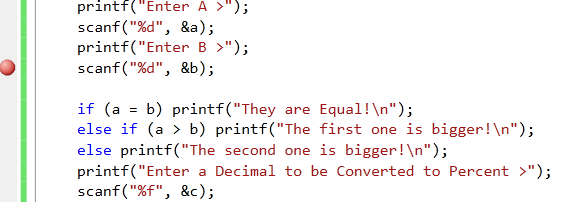 printf("Enter A >");
scanf("%d", &a);
printf("Enter B >");
scanf("%d", &b);
if (a = b) printf("They are Equal!\n");
else if (a > b) printf("The first one is bigger!\n");
else printf("The second one is bigger!\n");
printf("Enter a Decimal to be Converted to Percent >");
scanf("%f", &c);